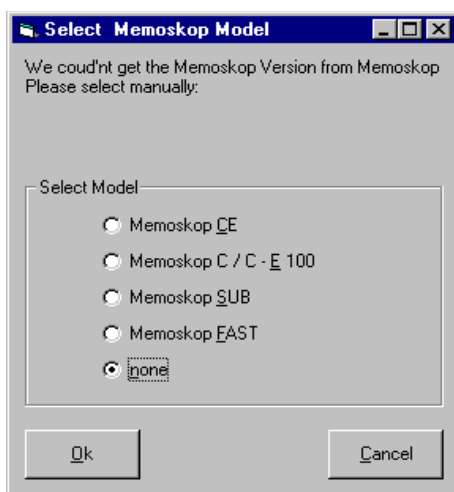 Select Memoskop Model
We coud'nt get the Memoskop Version from Memoskop
Please select manually:
Select Model
Memoskop CE
Memoskop C / C - E 100
Memoskop SUB
Memoskop FAST
none
Ok
Cancel